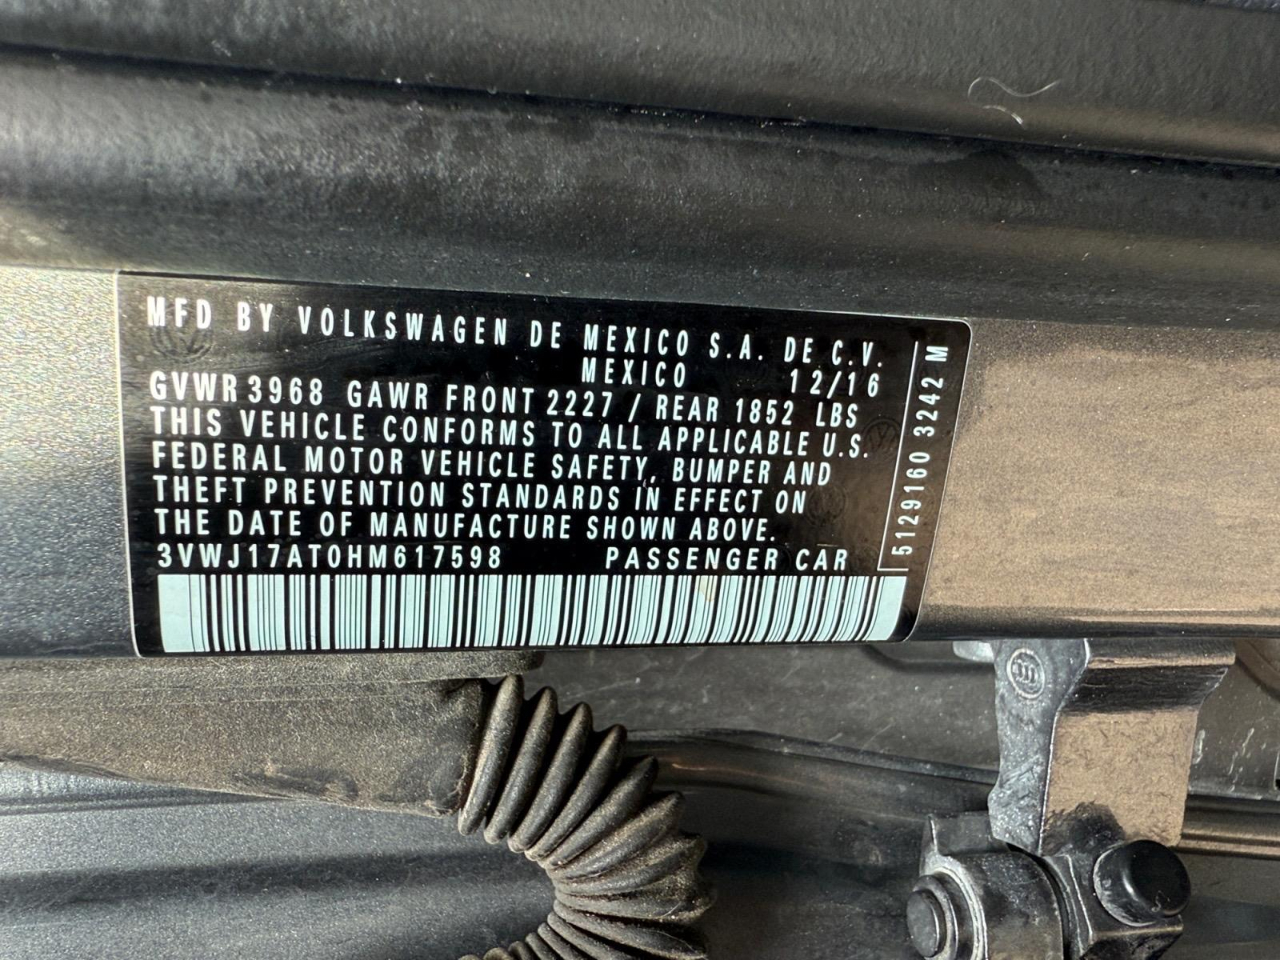 MFD BY VOLKSWAGEN DE MEXICO S.A. DE C.V.
MEXICO 12/16
GVWR 3968 GAWR FRONT 2227 / REAR 1852 LBS
THIS VEHICLE CONFORMS TO ALL APPLICABLE U.S.
FEDERAL MOTOR VEHICLE SAFETY, BUMPER AND
THEFT PREVENTION STANDARDS IN EFFECT ON
THE DATE OF MANUFACTURE SHOWN ABOVE.
3VWJ17AT0HM617598 PASSENGER CAR
5129160 3242 M